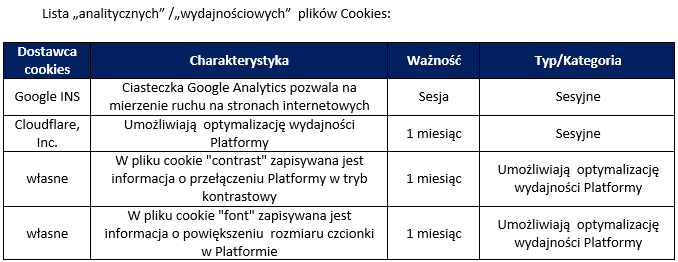 Lista „analitycznych” /„wydajnościowych” plików Cookies:
Dostawca cookies
Charakterystyka
Ważność
Typ/Kategoria
Google INS
Ciasteczka Google Analytics pozwala na
mierzenie ruchu na stronach internetowych
Sesja
Sesyjne
Cloudflare,
Inc.
Umożliwiają optymalizację wydajności
Platformy
1 miesiąc
Sesyjne
własne
W pliku cookie "contrast" zapisywana jest
informacja o przełączeniu Platformy w tryb
kontrastowy
1 miesiąc
Umożliwiają optymalizację
wydajności Platformy
własne
W pliku cookie "font" zapisywana jest
informacja o powiększeniu rozmiaru czcionki
w Platformie
1 miesiąc
Umożliwiają optymalizację
wydajności Platformy